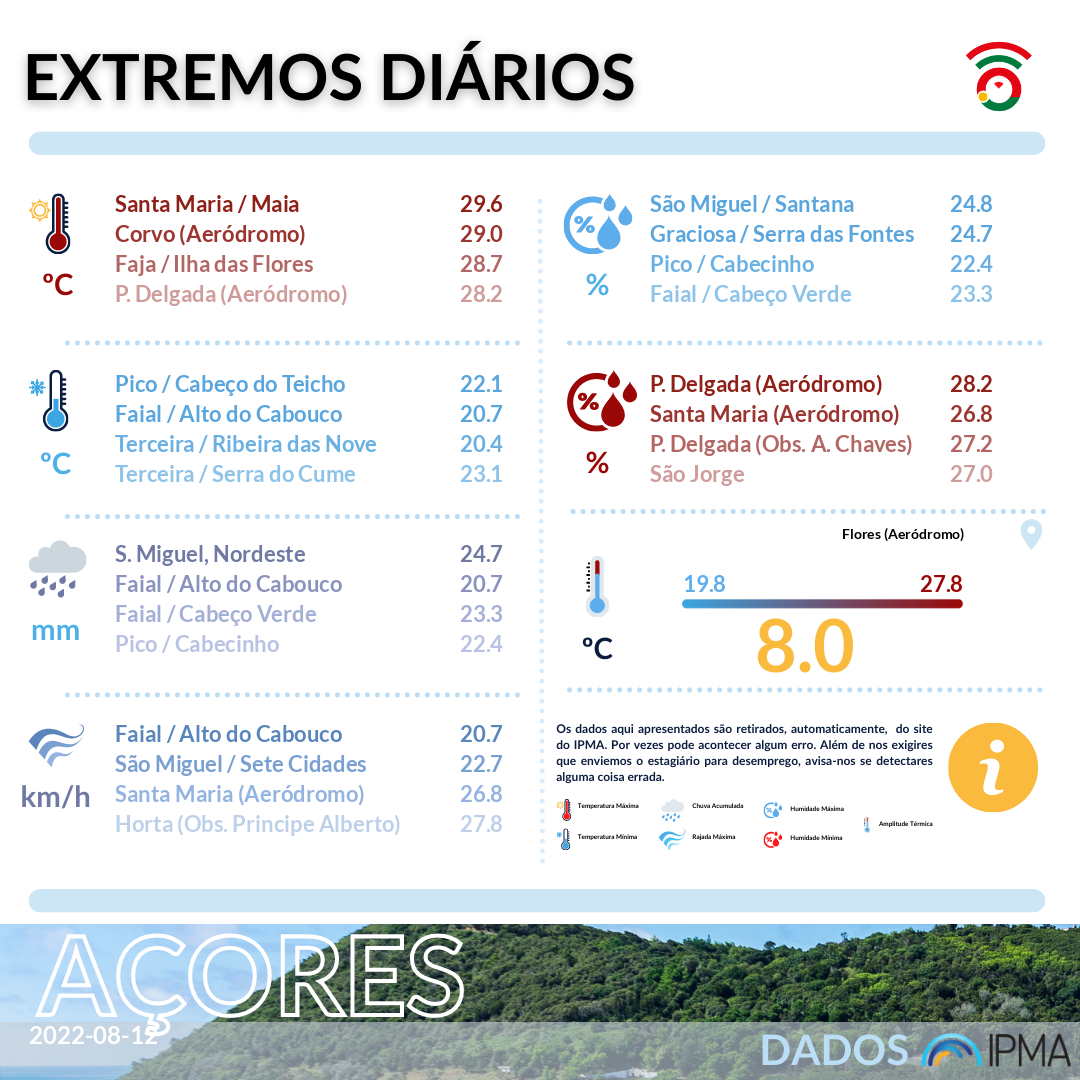 EXTREMOS DIÁRIOS
ºC
Santa Maria / Maia 29.6
Corvo (Aeródromo) 29.0
Faja / Ilha das Flores 28.7
P. Delgada (Aeródromo) 28.2
ºC
Pico / Cabeço do Teicho 22.1
Faial / Alto do Cabouco 20.7
Terceira / Ribeira das Nove 20.4
Terceira / Serra do Cume 23.1
mm
S. Miguel, Nordeste 24.7
Faial / Alto do Cabouco 20.7
Faial / Cabeço Verde 23.3
Pico / Cabecinho 22.4
km/h
Faial / Alto do Cabouco 20.7
São Miguel / Sete Cidades 22.7
Santa Maria (Aeródromo) 26.8
Horta (Obs. Principe Alberto) 27.8
%
%
São Miguel / Santana 24.8
Graciosa / Serra das Fontes 24.7
Pico / Cabecinho 22.4
Faial / Cabeço Verde 23.3
%
%
P. Delgada (Aeródromo) 28.2
Santa Maria (Aeródromo) 26.8
P. Delgada (Obs. A. Chaves) 27.2
São Jorge 27.0
Flores (Aeródromo)
ºC
19.8 27.8
8.0
Os dados aqui apresentados são retirados, automaticamente, do site
do IPMA. Por vezes pode acontecer algum erro. Além de nos exigires
que enviemos o estagiário para desemprego, avisa-nos se detectares
alguma coisa errada.
i
Temperatura Máxima
Chuva Acumulada
Humidade Máxima
Amplitude Térmica
Temperatura Mínima
Rajada Máxima
Humidade Mínima
AÇORES
2022-08-12
DADOS IPMA